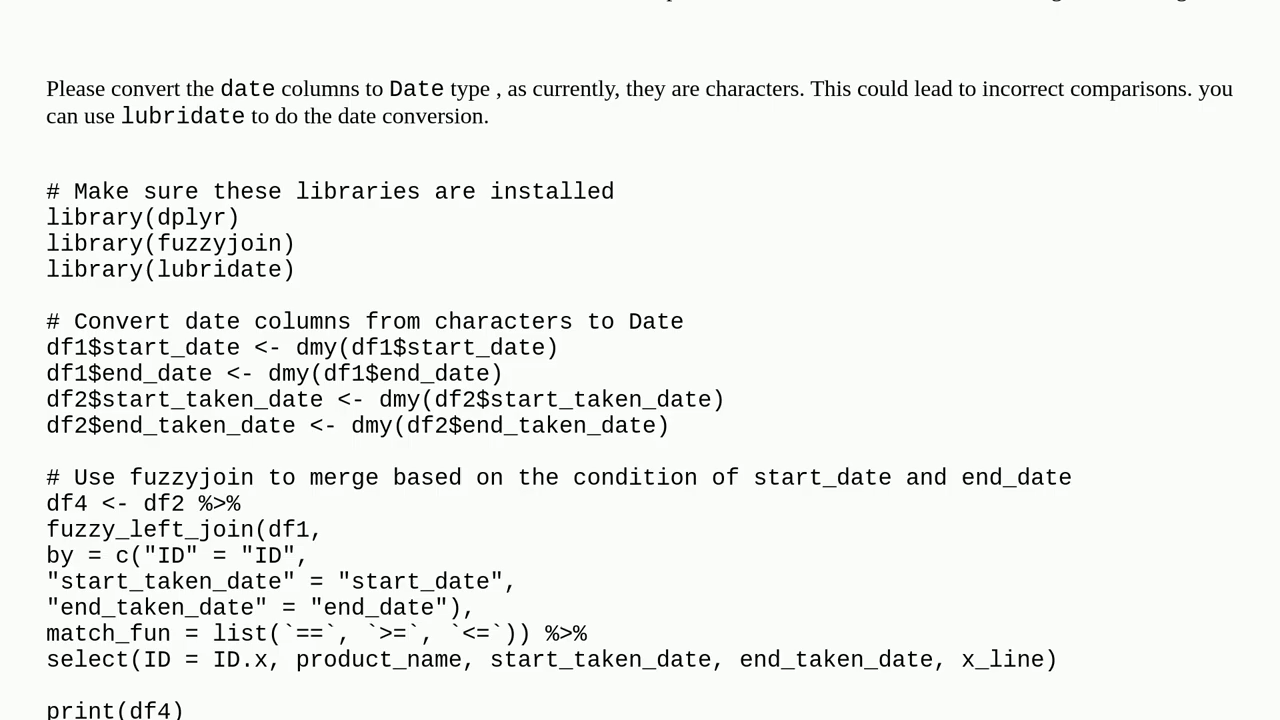 Please convert the date columns to Date type , as currently, they are characters. This could lead to incorrect comparisons. you
can use lubridate to do the date conversion.
# Make sure these libraries are installed
library(dplyr)
library(fuzzyjoin)
library(lubridate)
# Convert date columns from characters to Date
df1$start_date <- dmy(df1$start_date)
df1$end_date <- dmy(df1$end_date)
df2$start_taken_date <- dmy(df2$start_taken_date)
df2$end_taken_date <- dmy(df2$end_taken_date)
# Use fuzzyjoin to merge based on the condition of start_date and end_date
df4 <- df2 %>%
fuzzy_left_join(df1,
by = c("ID" = "ID",
"start_taken_date" = "start_date",
"end_taken_date" = "end_date"),
match_fun = list(`==`, `>=`, `<=`)) %>%
select(ID = ID.x, product_name, start_taken_date, end_taken_date, x_line)
print(df4)